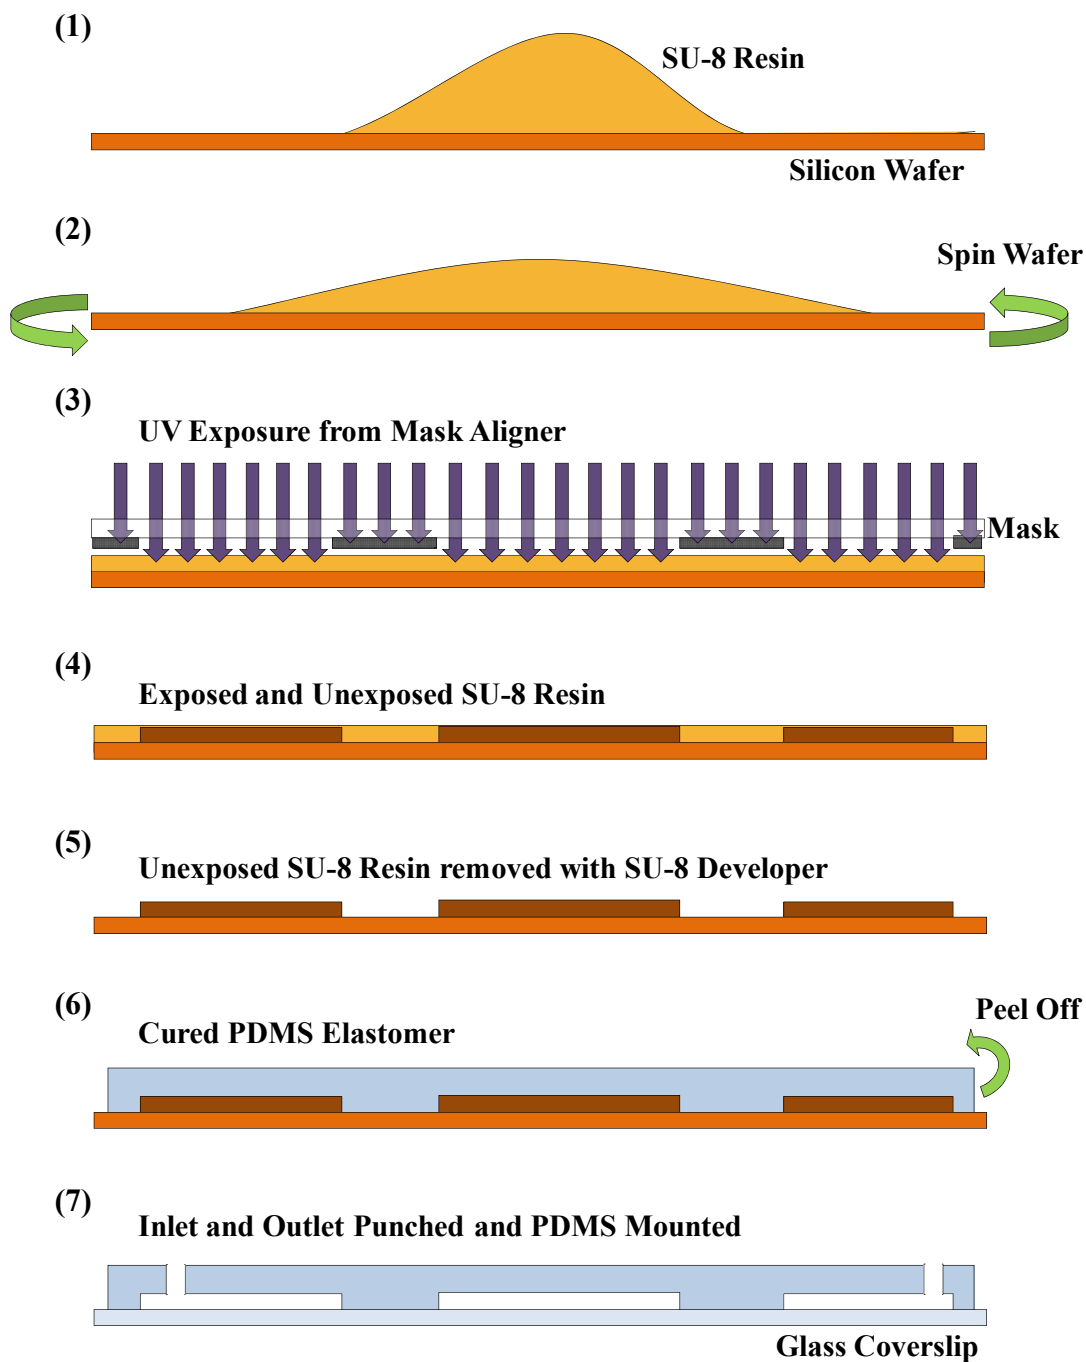 (1)
SU-8 Resin
Silicon Wafer
(2)
Spin Wafer
(3)
UV Exposure from Mask Aligner
Mask
(4)
Exposed and Unexposed SU-8 Resin
(5)
Unexposed SU-8 Resin removed with SU-8 Developer
(6)
Peel Off
Cured PDMS Elastomer
(7)
Inlet and Outlet Punched and PDMS Mounted
Glass Coverslip